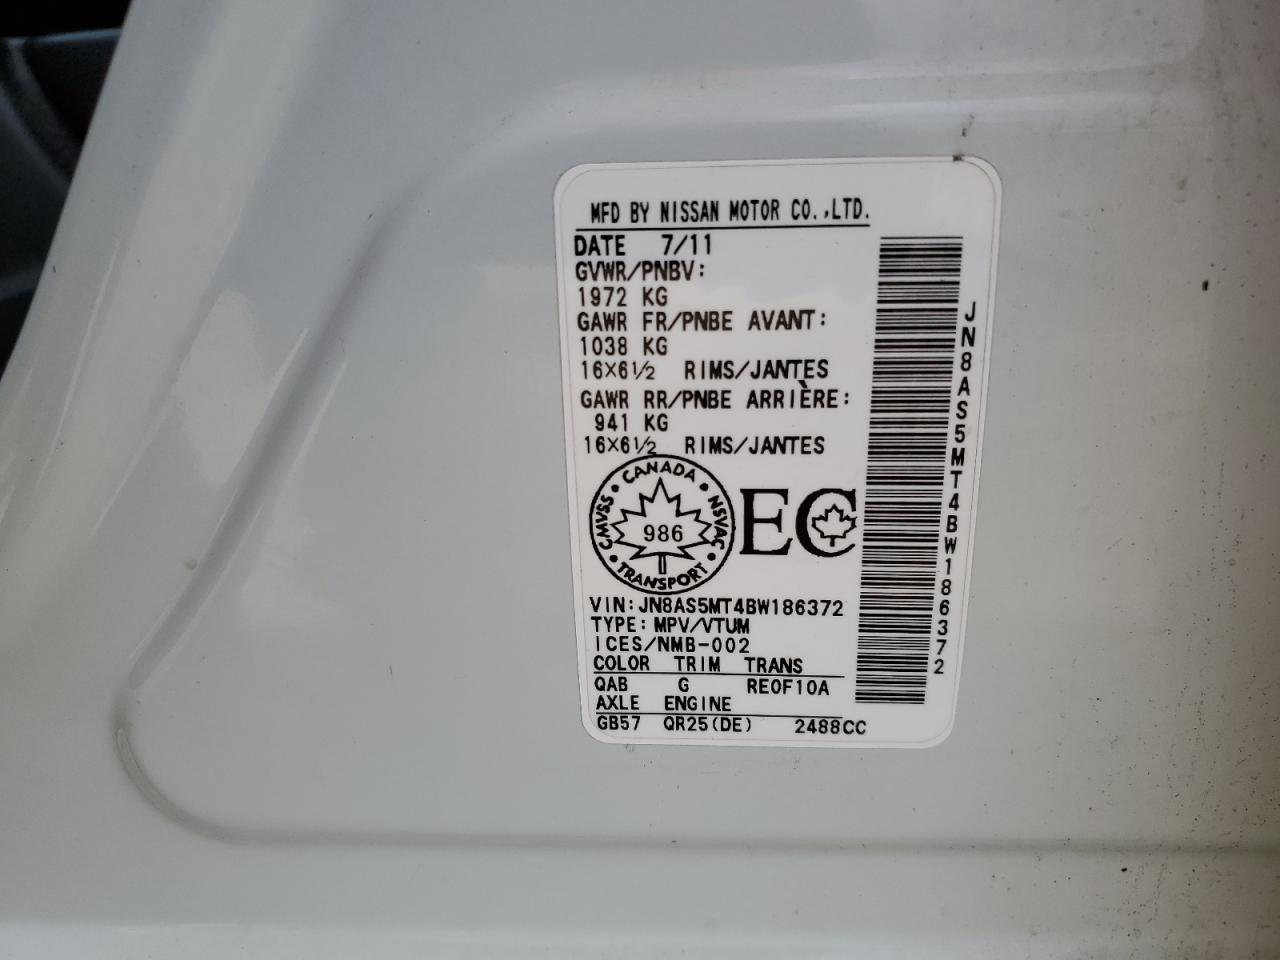 MFD BY NISSAN MOTOR CO.,LTD.
DATE 7/11
GVWR/PNBV:
1972 KG
GAWR FR/PNBE AVANT:
1038 KG
16×6½ RIMS/JANTES
GAWR RR/PNBE ARRIÈRE:
941 KG
16×6½ RIMS/JANTES
CANADA • NSVAC • TRANSPORT • CMVSS •
986
EC
VIN:JN8AS5MT4BW186372
TYPE:MPV/VTUM
ICES/NMB-002
COLOR TRIM TRANS
QAB G RE0F10A
AXLE ENGINE
GB57 QR25(DE) 2488CC
JN8AS5MT4BW186372